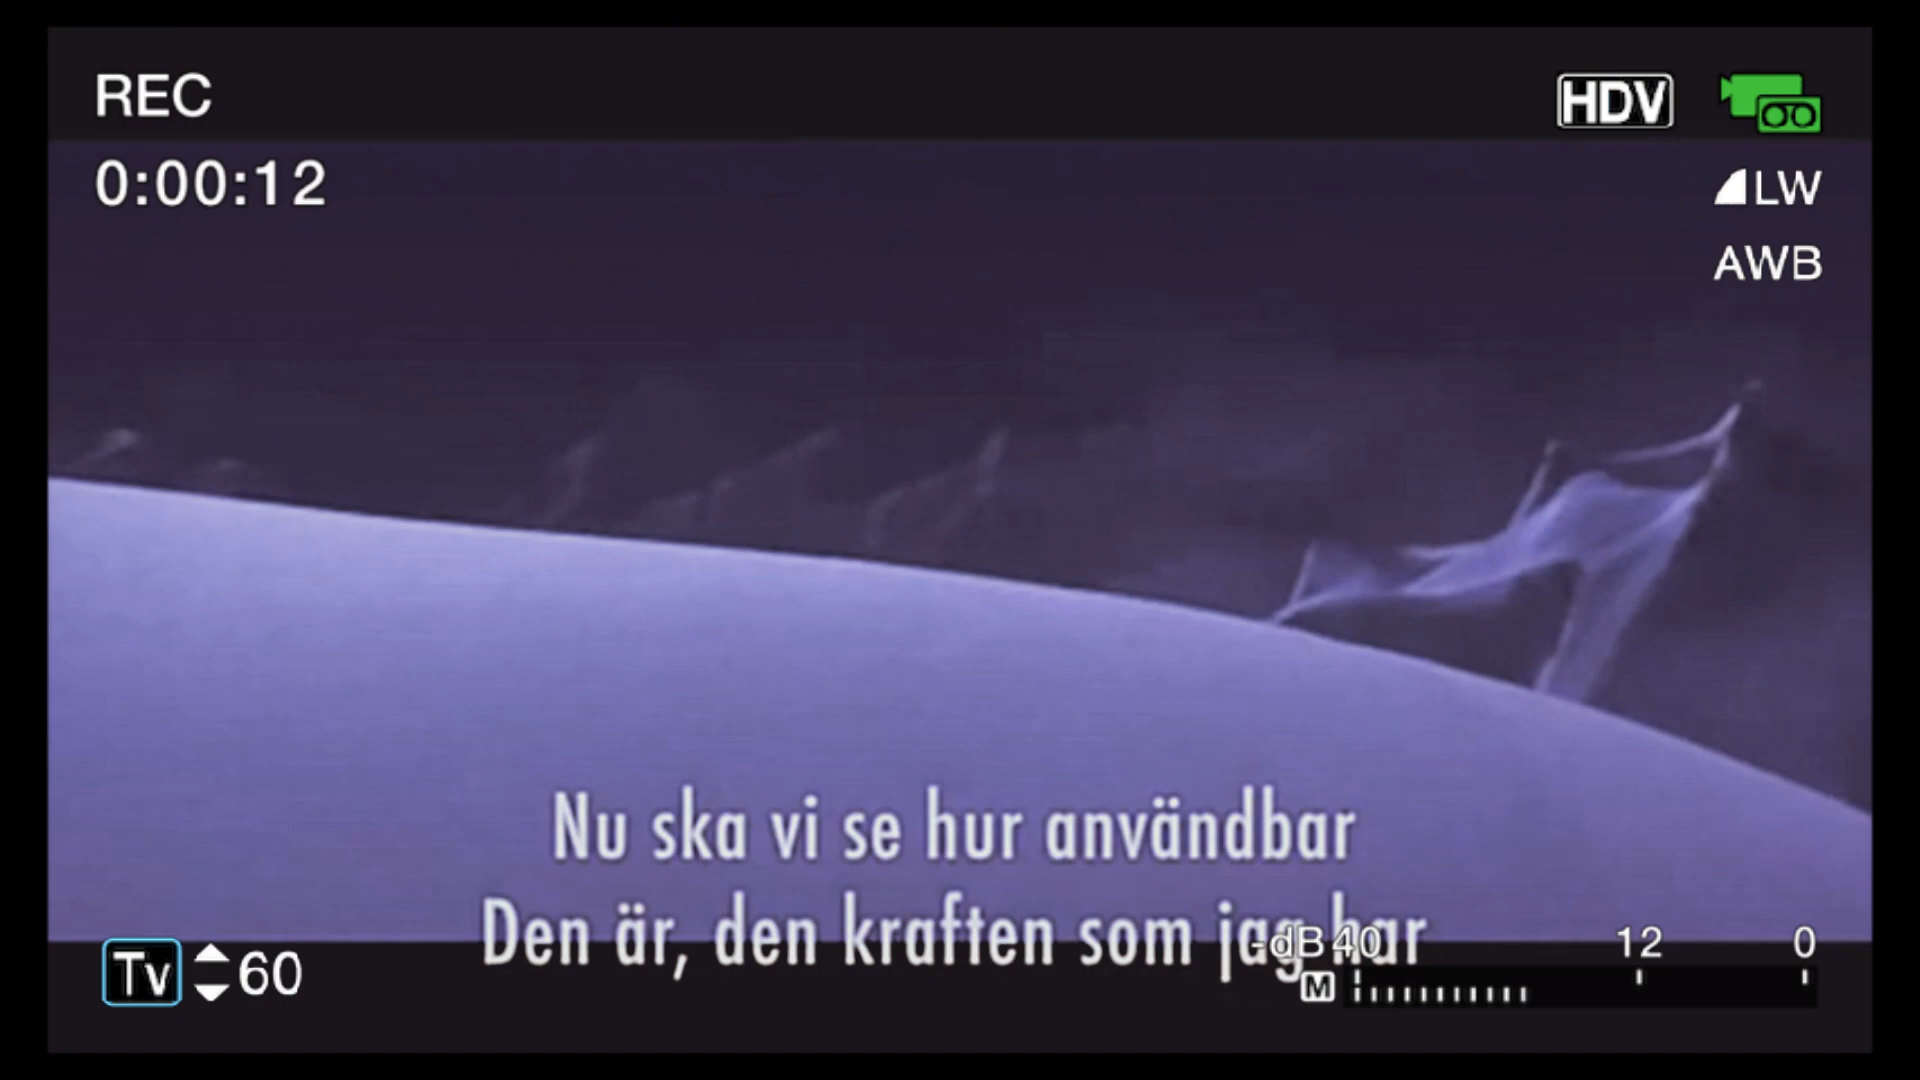 REC
HDV
0:00:12
LW
AWB
Nu ska vi se hur användbar
Den är, den kraften som jag har
-dB 40 12 0
Tv 60
M